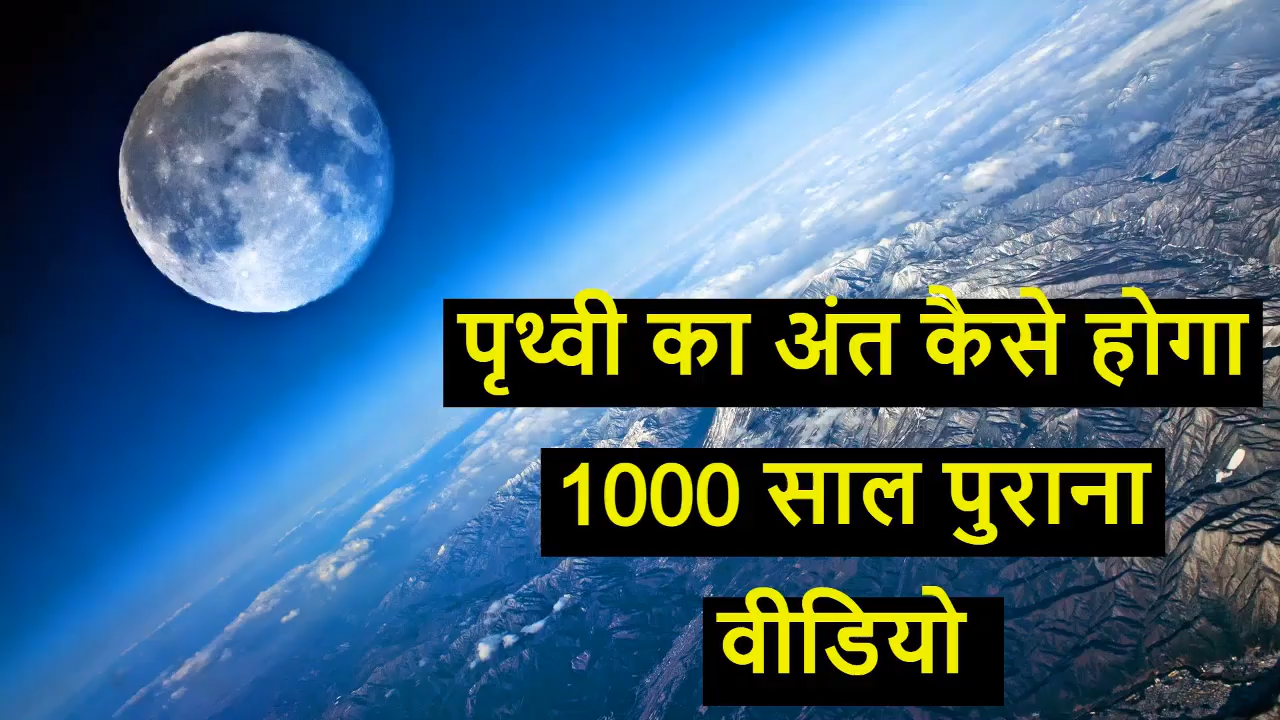 पृथ्वी का अंत कैसे होगा
1000 साल पुराना
वीडियो